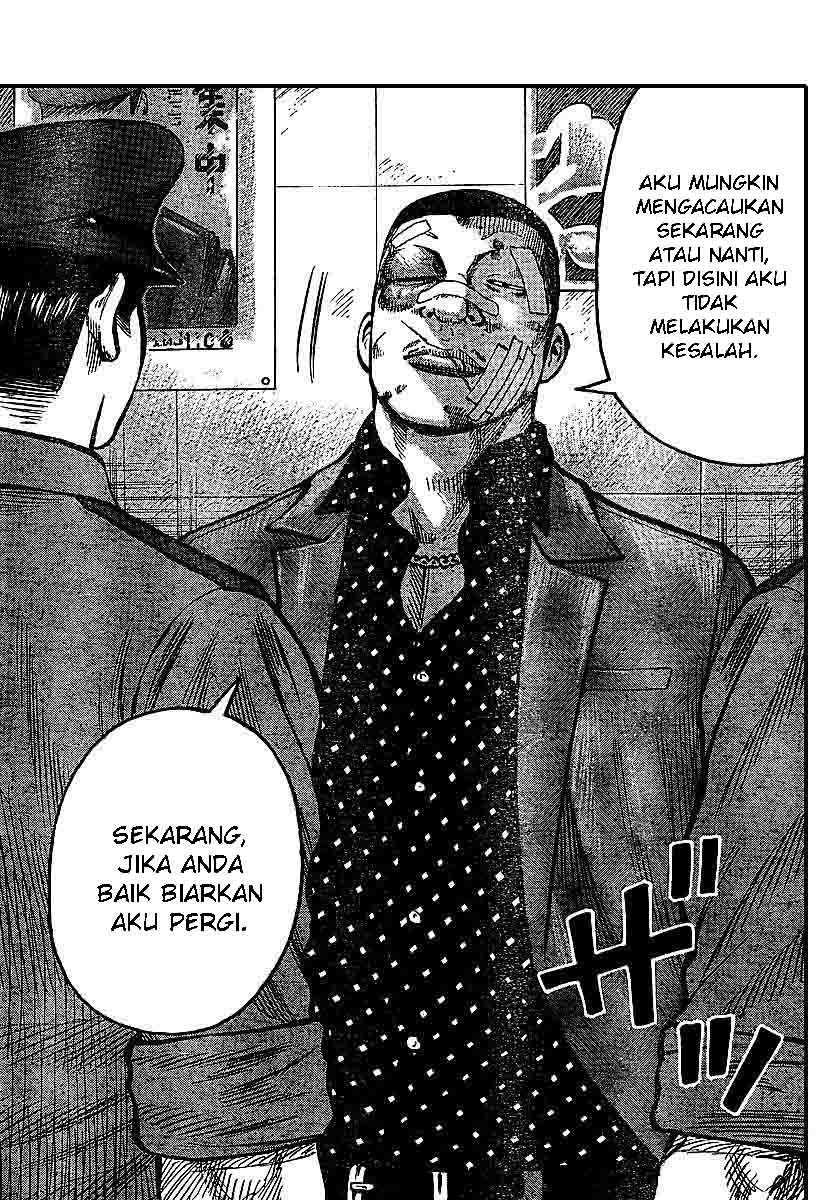 AKU MUNGKIN
MENGACAUKAN
SEKARANG
ATAU NANTI,
TAPI DISINI AKU
TIDAK
MELAKUKAN
KESALAH.
SEKARANG,
JIKA ANDA
BAIK BIARKAN
AKU PERGI.
ザッ